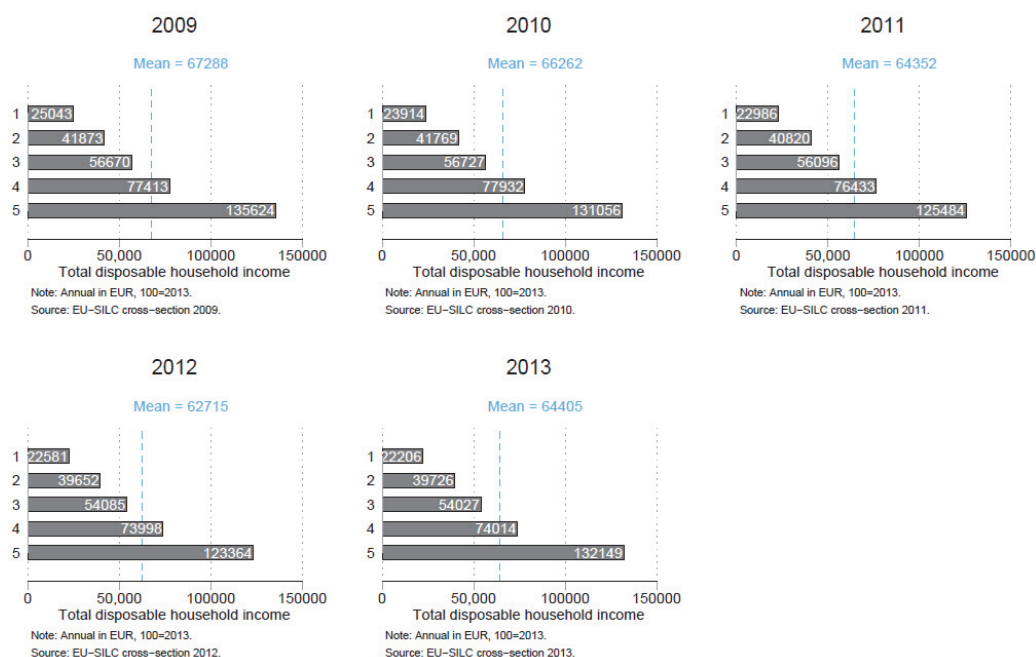 2009
Mean = 67288
1 25043
2 41873
3 56670
4 77413
5 135624
0 50,000 100000 150000
Total disposable household income
Note: Annual in EUR, 100=2013.
Source: EU−SILC cross−section 2009.
2010
Mean = 66262
1 23914
2 41769
3 56727
4 77932
5 131056
0 50,000 100000 150000
Total disposable household income
Note: Annual in EUR, 100=2013.
Source: EU−SILC cross−section 2010.
2011
Mean = 64352
1 22986
2 40820
3 56096
4 76433
5 125484
0 50,000 100000 150000
Total disposable household income
Note: Annual in EUR, 100=2013.
Source: EU−SILC cross−section 2011.
2012
Mean = 62715
1 22581
2 39652
3 54085
4 73998
5 123364
0 50,000 100000 150000
Total disposable household income
Note: Annual in EUR, 100=2013.
Source: EU−SILC cross−section 2012.
2013
Mean = 64405
1 22206
2 39726
3 54027
4 74014
5 132149
0 50,000 100000 150000
Total disposable household income
Note: Annual in EUR, 100=2013.
Source: EU−SILC cross−section 2013.